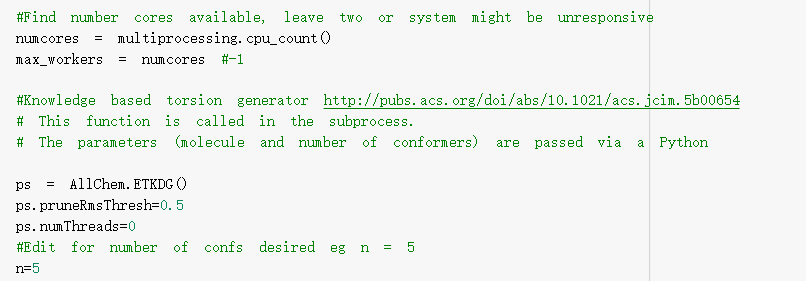 #Find number cores available, leave two or system might be unresponsive
numcores = multiprocessing.cpu_count()
max_workers = numcores #-1
#Knowledge based torsion generator http://pubs.acs.org/doi/abs/10.1021/acs.jcim.5b00654
# This function is called in the subprocess.
# The parameters (molecule and number of conformers) are passed via a Python
ps = AllChem.ETKDG()
ps.pruneRmsThresh=0.5
ps.numThreads=0
#Edit for number of confs desired eg n = 5
n=5